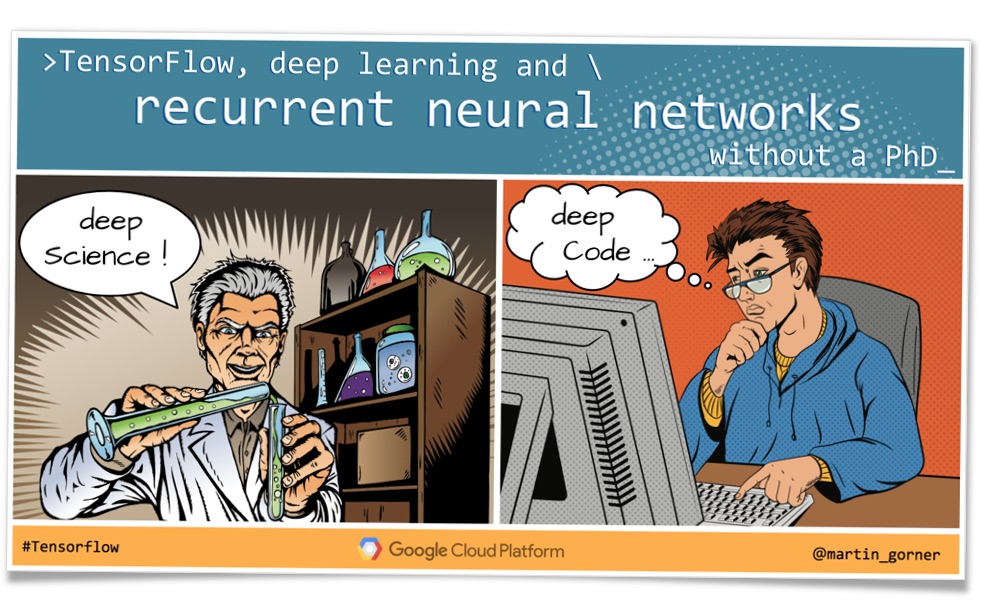 >TensorFlow, deep learning and \
recurrent neural networks
without a PhD_
deep
Science !
deep
Code ...
#Tensorflow
Google Cloud Platform
@martin_gorner